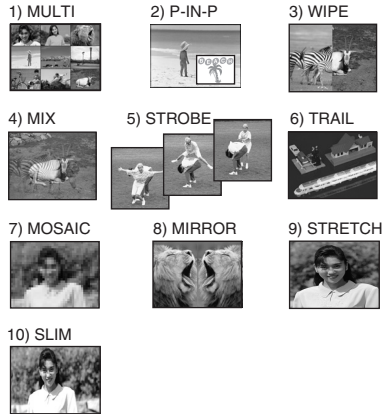 1) MULTI
2) P-IN-P
3) WIPE
BEACH
4) MIX
5) STROBE
6) TRAIL
7) MOSAIC
8) MIRROR
9) STRETCH
10) SLIM